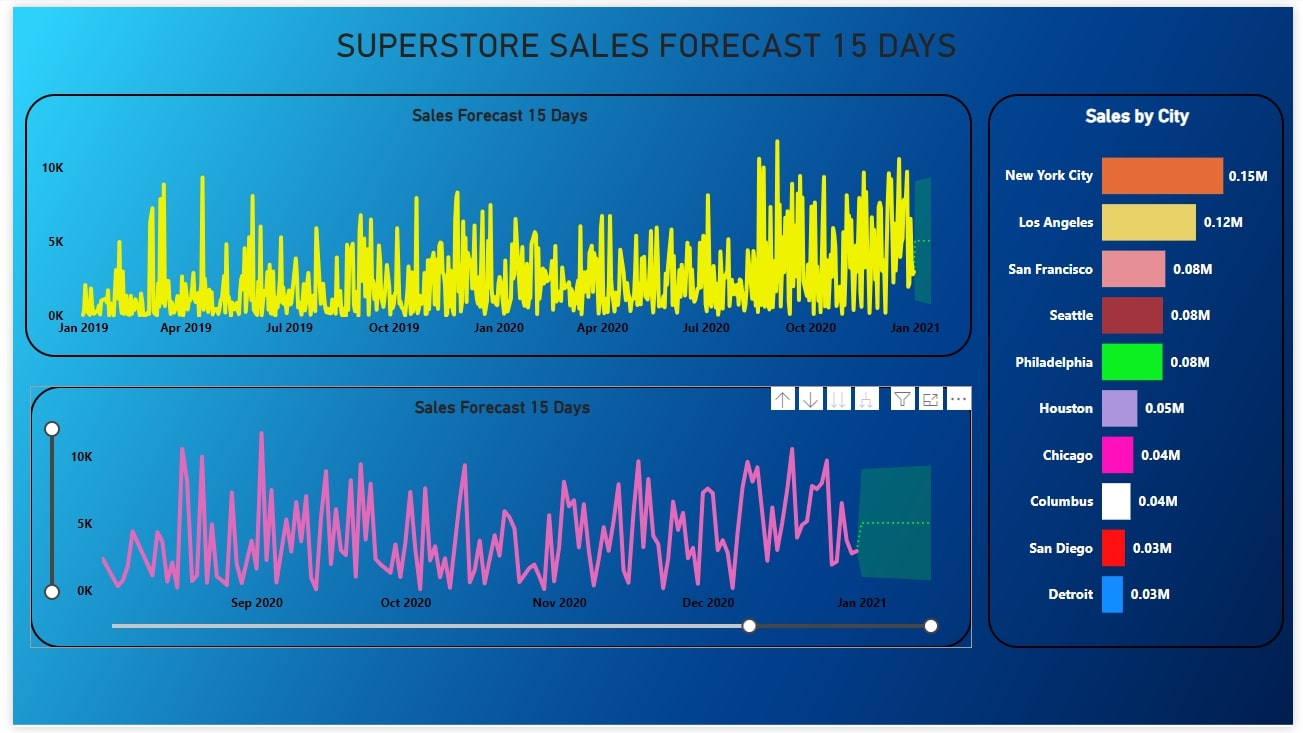 SUPERSTORE SALES FORECAST 15 DAYS
Sales Forecast 15 Days
10K
5K
0K
Jan 2019 Apr 2019 Jul 2019 Oct 2019 Jan 2020 Apr 2020 Jul 2020 Oct 2020 Jan 2021
Sales Forecast 15 Days
10K
5K
0K
Sep 2020 Oct 2020 Nov 2020 Dec 2020 Jan 2021
Sales by City
New York City 0.15M
Los Angeles 0.12M
San Francisco 0.08M
Seattle 0.08M
Philadelphia 0.08M
Houston 0.05M
Chicago 0.04M
Columbus 0.04M
San Diego 0.03M
Detroit 0.03M